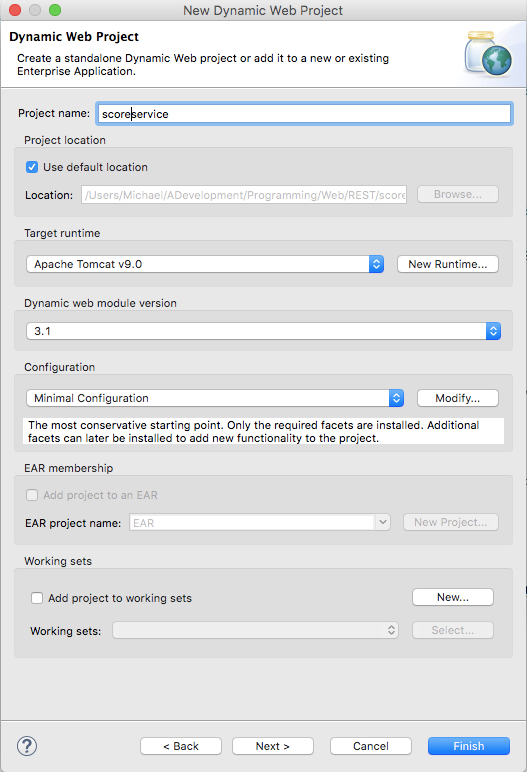 New Dynamic Web Project
Dynamic Web Project
Create a standalone Dynamic Web project or add it to a new or existing
Enterprise Application.
Project name: scoreservice
Project location
Use default location
Location: /Users/Michael/ADevelopment/Programming/Web/REST/score Browse...
Target runtime
Apache Tomcat v9.0 New Runtime...
Dynamic web module version
3.1
Configuration
Minimal Configuration Modify...
The most conservative starting point. Only the required facets are installed. Additional
facets can later be installed to add new functionality to the project.
EAR membership
Add project to an EAR
EAR project name: EAR New Project...
Working sets
Add project to working sets New...
Working sets: Select...
? < Back Next > Cancel Finish